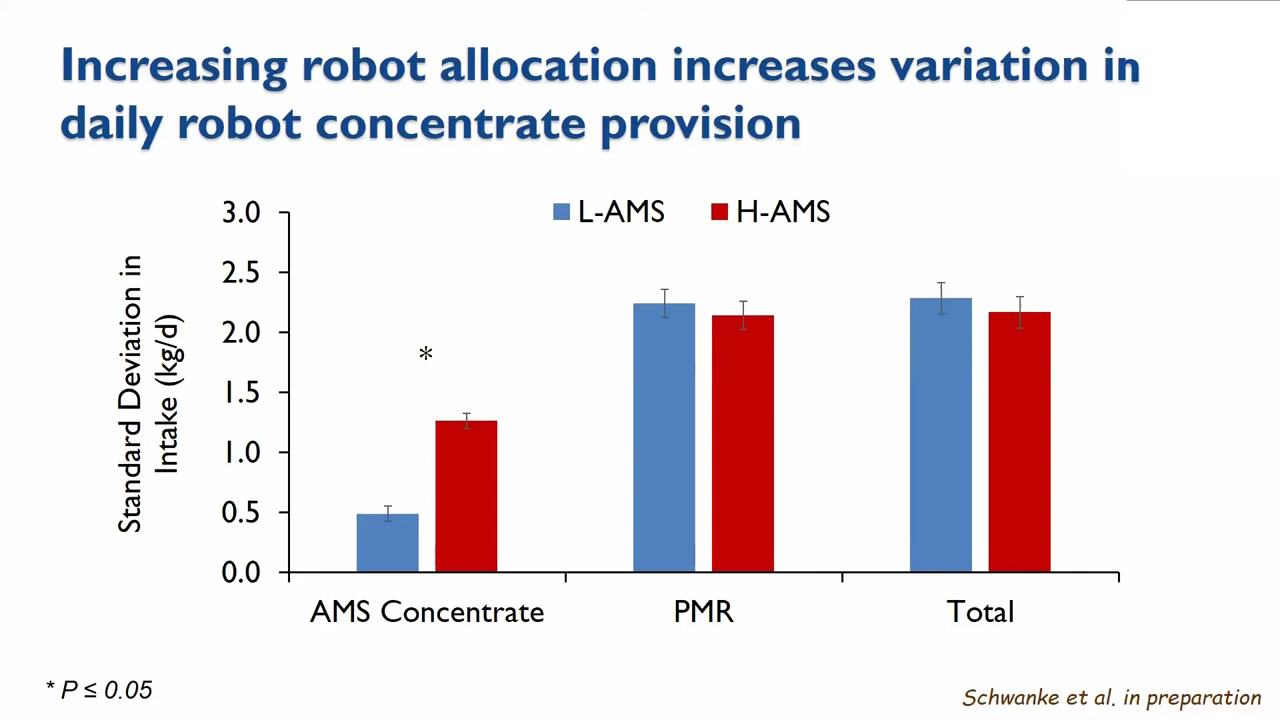 Increasing robot allocation increases variation in
daily robot concentrate provision
L-AMS
H-AMS
Standard Deviation in
Intake (kg/d)
3.0
2.5
2.0
1.5
1.0
0.5
0.0
*
AMS Concentrate
PMR
Total
* P ≤ 0.05
Schwanke et al. in preparation